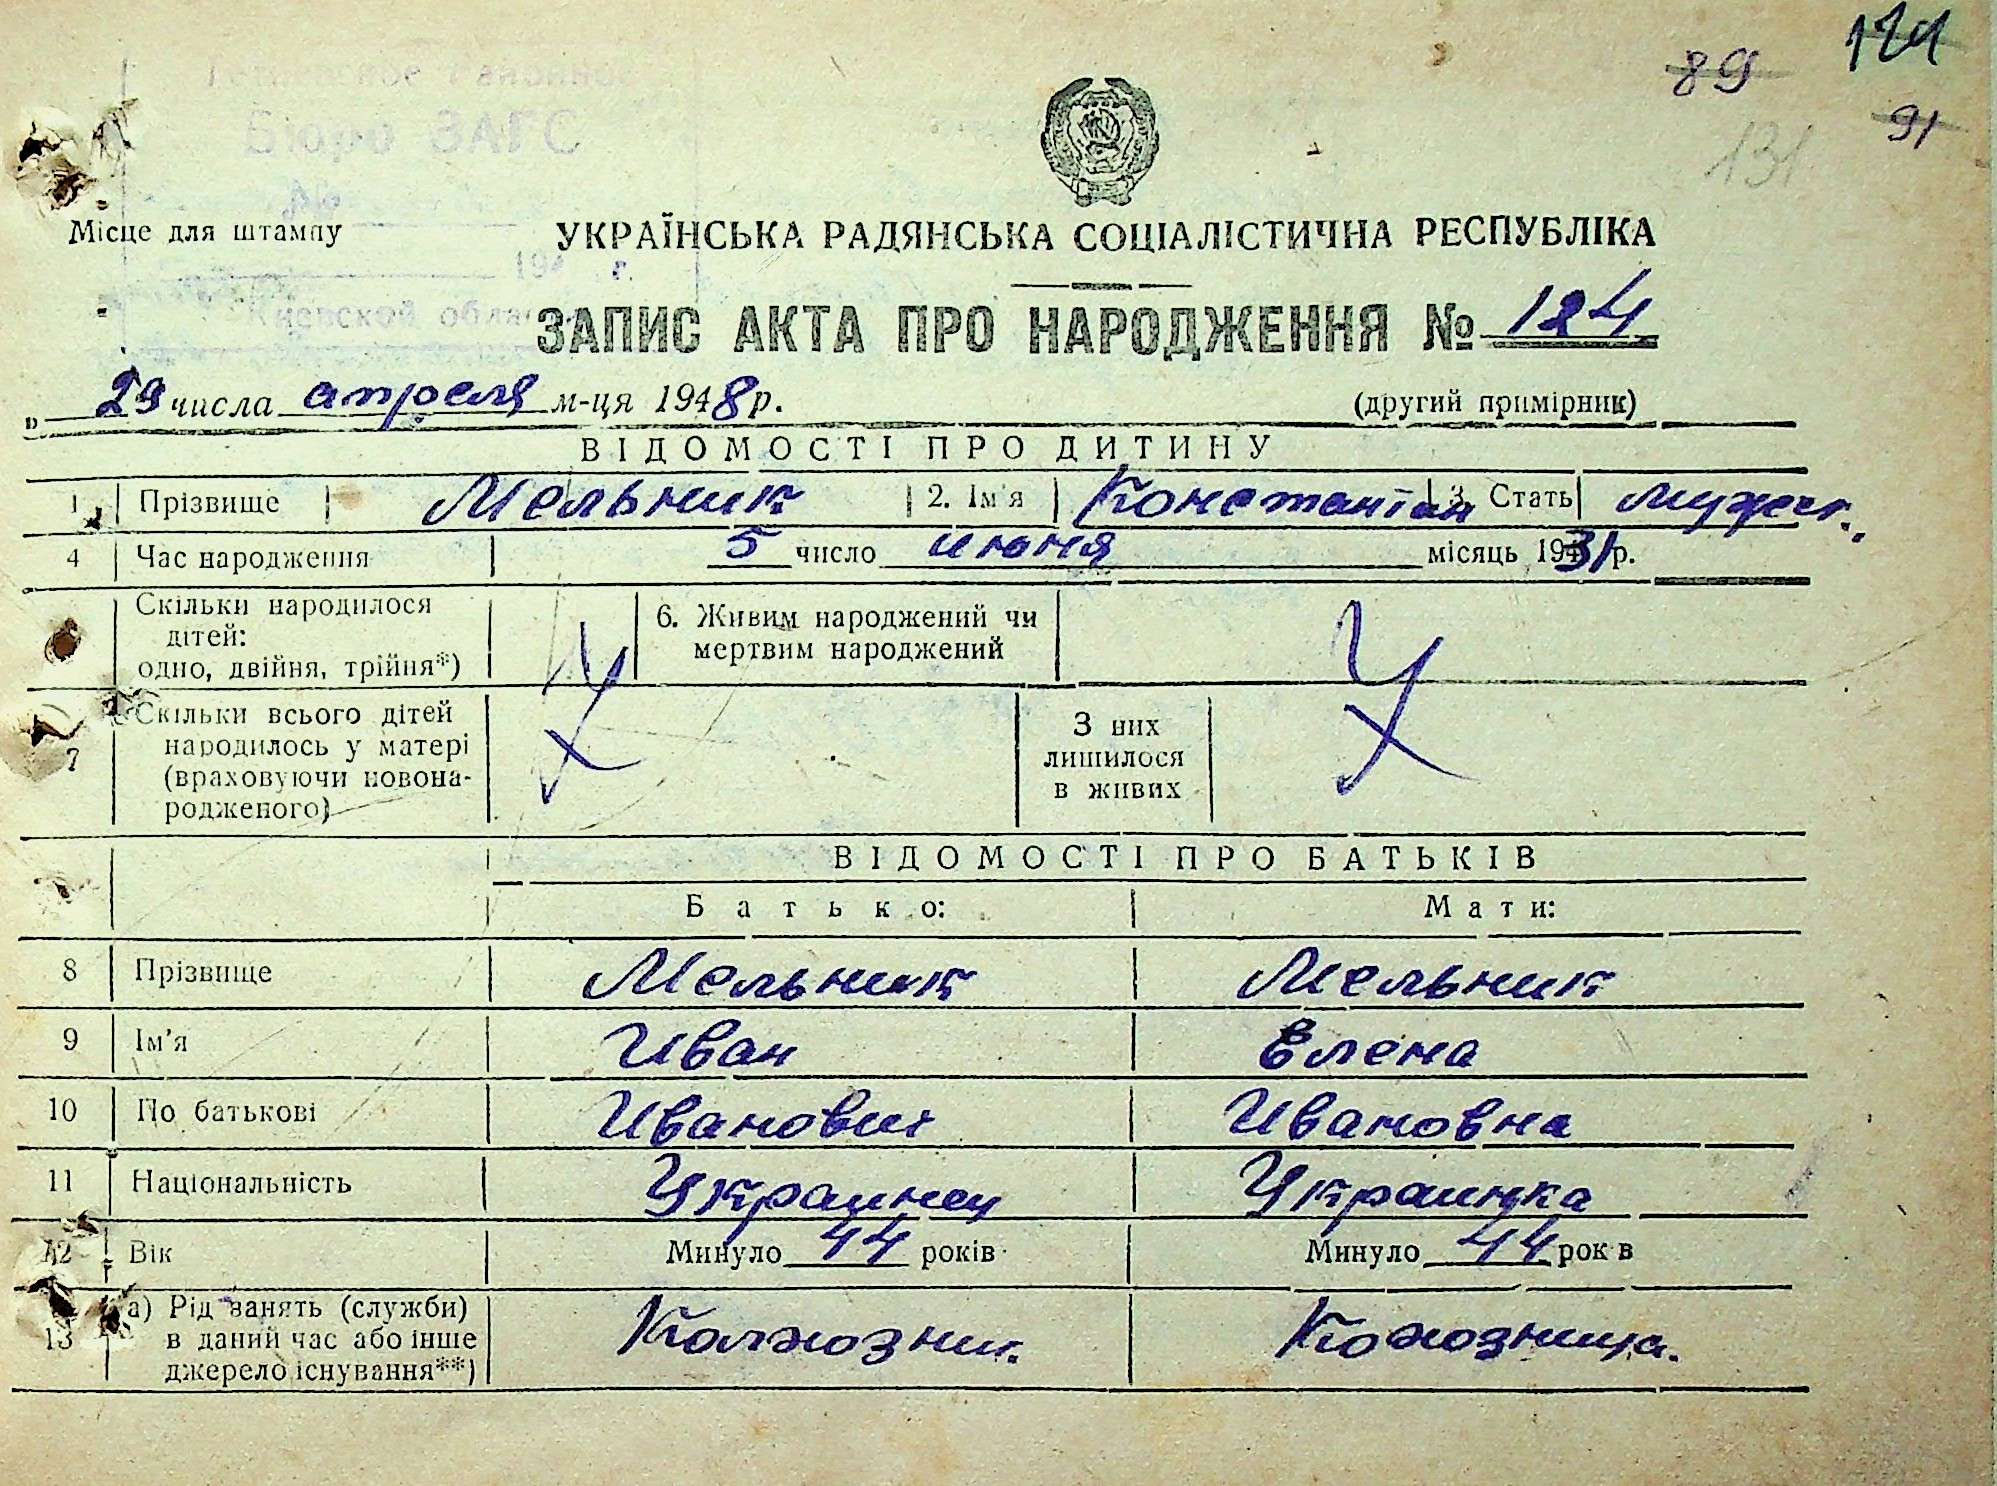 89 124
91
131
Бюро ЗАГС
№
Місце для штампу УКРАЇНСЬКА РАДЯНСЬКА СОЦІАЛІСТИЧНА РЕСПУБЛІКА
194 г.
Киевской
ЗАПИС АКТА ПРО НАРОДЖЕННЯ № 124
„ 29 числа апреля м-ця 1948 р. (другий примірник)
ВІДОМОСТІ ПРО ДИТИНУ
1 Прізвище Мельник 2. Ім'я Константін 3. Стать мужск.
4 Час народження 5 число июня місяць 1931 р.
Скільки народилося дітей: одно, двійня, трійня*) 6. Живим народжений чи мертвим народжений
7 Скільки всього дітей народилось у матері (враховуючи новонародженого) З них лишилося в живих
ВІДОМОСТІ ПРО БАТЬКІВ
Батько: Мати:
8 Прізвище Мельник Мельник
9 Ім'я Иван Елена
10 По батькові Иванович Ивановна
11 Національність Украинец Украинка
12 Вік Минуло 44 років Минуло 44 рок в
13 а) Рід занять (служби) в даний час або інше джерело існування**) Колхозник. Кохозница.